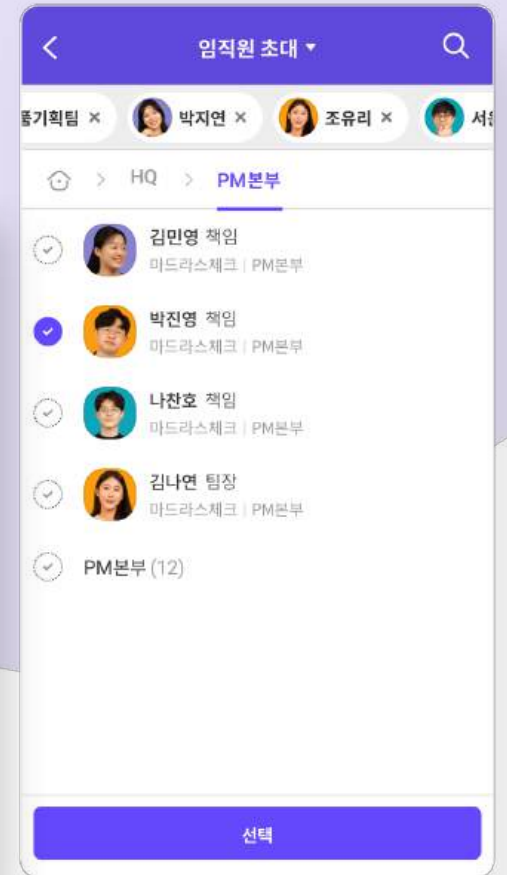 임직원 초대 ▾
품기획팀 × 박지연 × 조유리 ×
HQ > PM본부
김민영 책임
마드라스체크 | PM본부
박진영 책임
마드라스체크 | PM본부
나찬호 책임
마드라스체크 | PM본부
김나연 팀장
마드라스체크 | PM본부
PM본부 (12)
선택